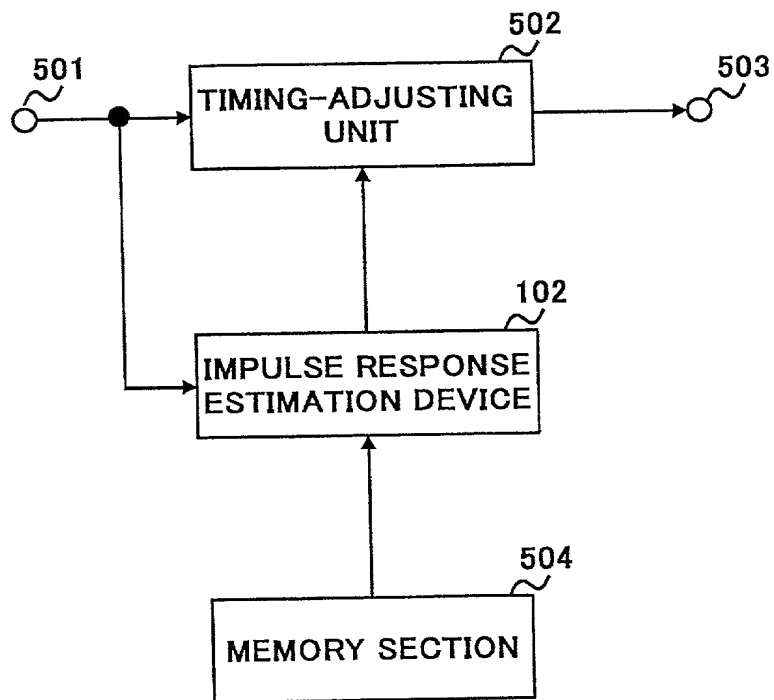 502
501
503
TIMING-ADJUSTING
UNIT
102
IMPULSE RESPONSE
ESTIMATION DEVICE
504
MEMORY SECTION